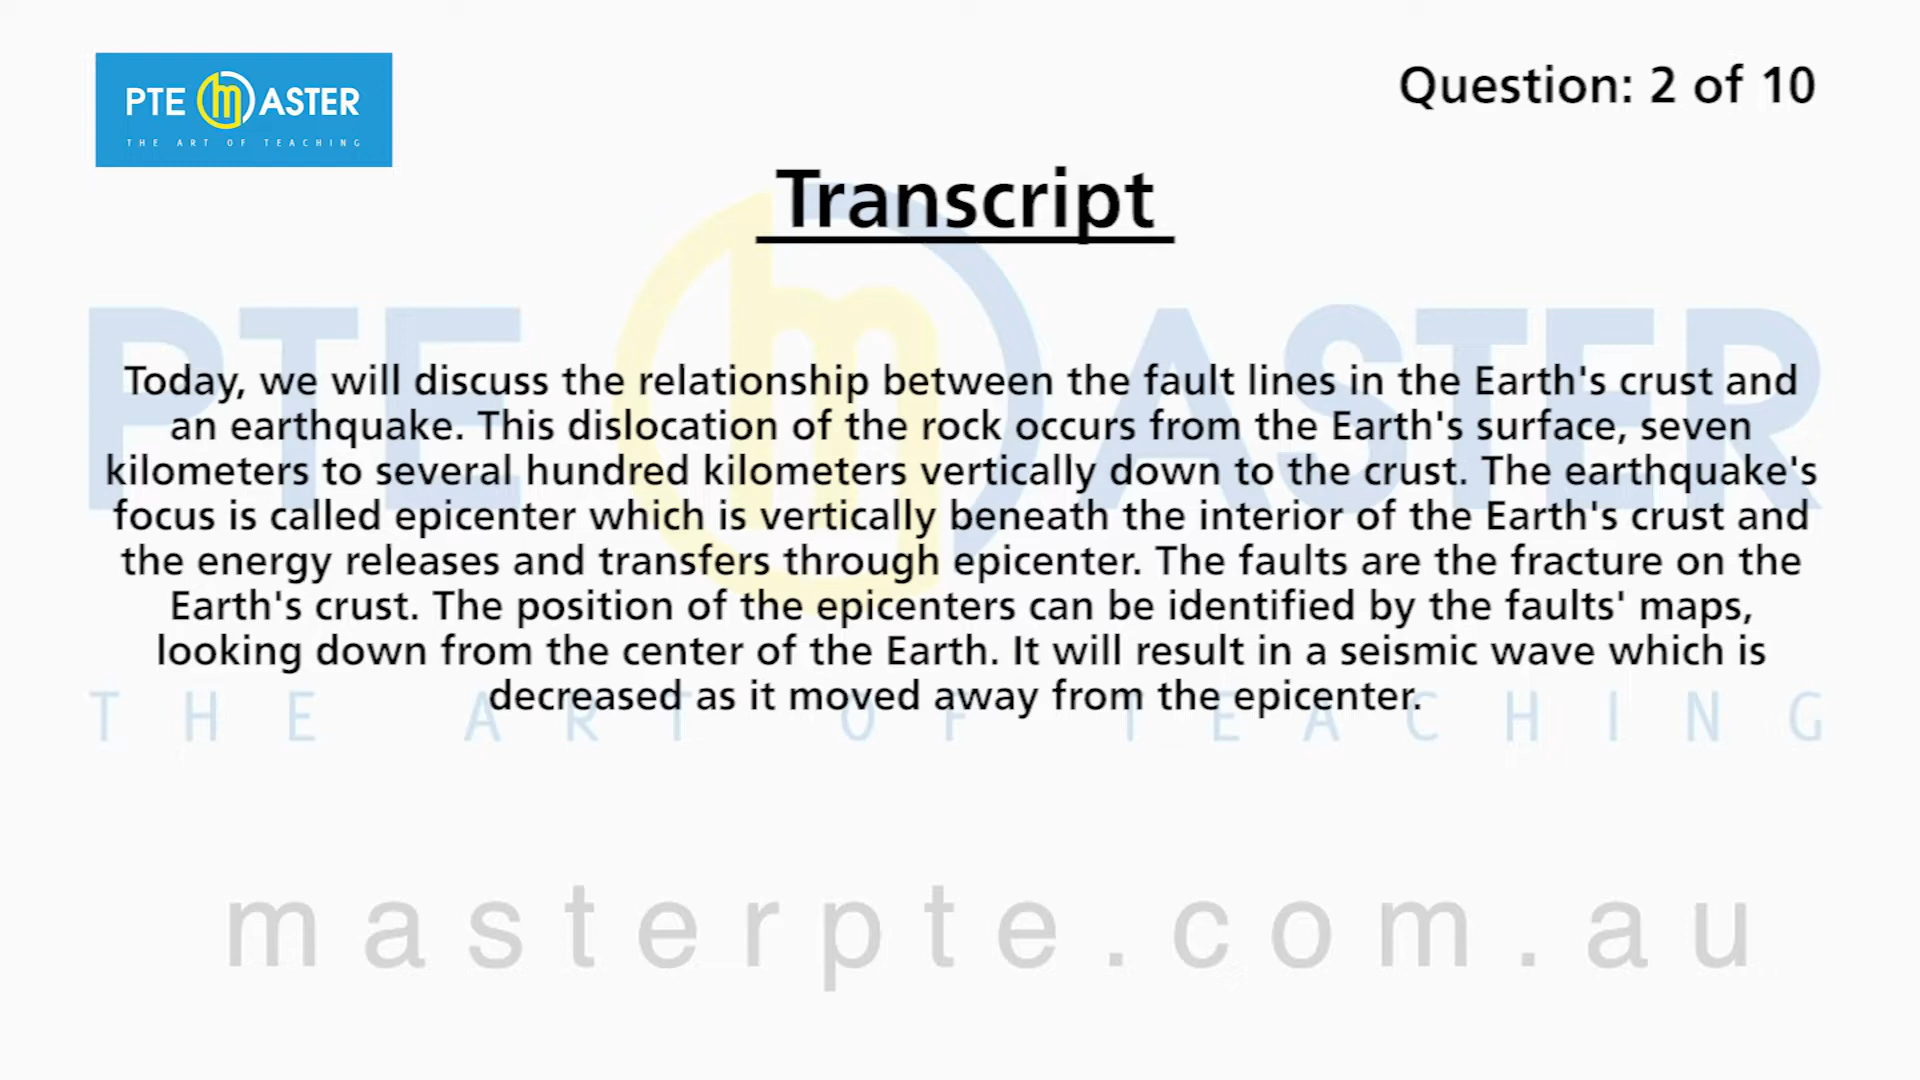 PTE MASTER
THE ART OF TEACHING
Question: 2 of 10
Transcript
Today, we will discuss the relationship between the fault lines in the Earth's crust and
an earthquake. This dislocation of the rock occurs from the Earth's surface, seven
kilometers to several hundred kilometers vertically down to the crust. The earthquake's
focus is called epicenter which is vertically beneath the interior of the Earth's crust and
the energy releases and transfers through epicenter. The faults are the fracture on the
Earth's crust. The position of the epicenters can be identified by the faults' maps,
looking down from the center of the Earth. It will result in a seismic wave which is
decreased as it moved away from the epicenter.
PTE MASTER
THE ART OF TEACHING
masterpte.com.au